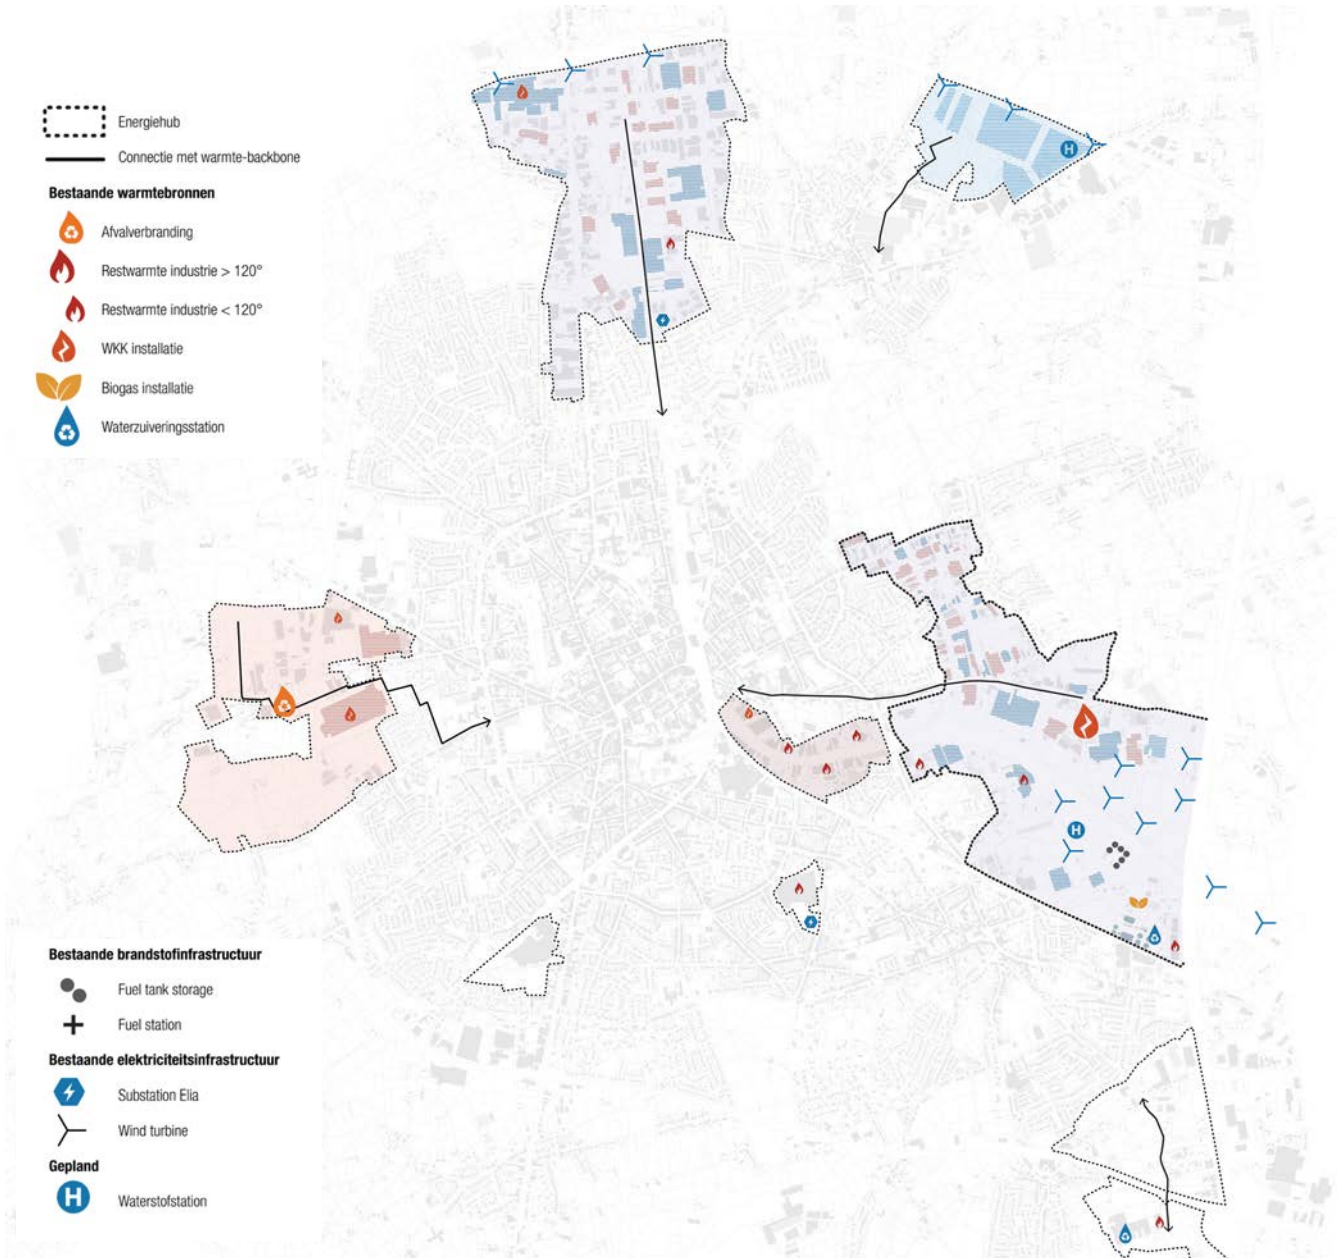 Energiehub
Connectie met warmte-backbone
Bestaande warmtebronnen
Afvalverbranding
Restwarmte industrie > 120°
Restwarmte industrie < 120°
WKK installatie
Biogas installatie
Waterzuiveringsstation
H
H
Bestaande brandstofinfrastructuur
Fuel tank storage
Fuel station
Bestaande elektriciteitsinfrastructuur
Substation Elia
Wind turbine
Gepland
H Waterstofstation